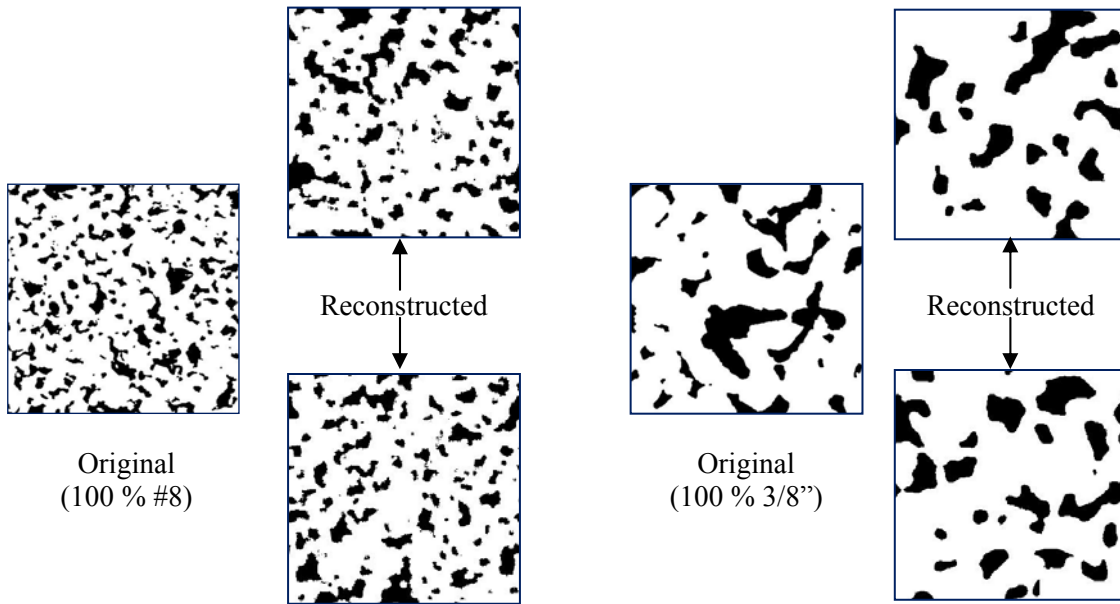 Reconstructed
Original
(100 % #8)
Reconstructed
Original
(100 % 3/8”)